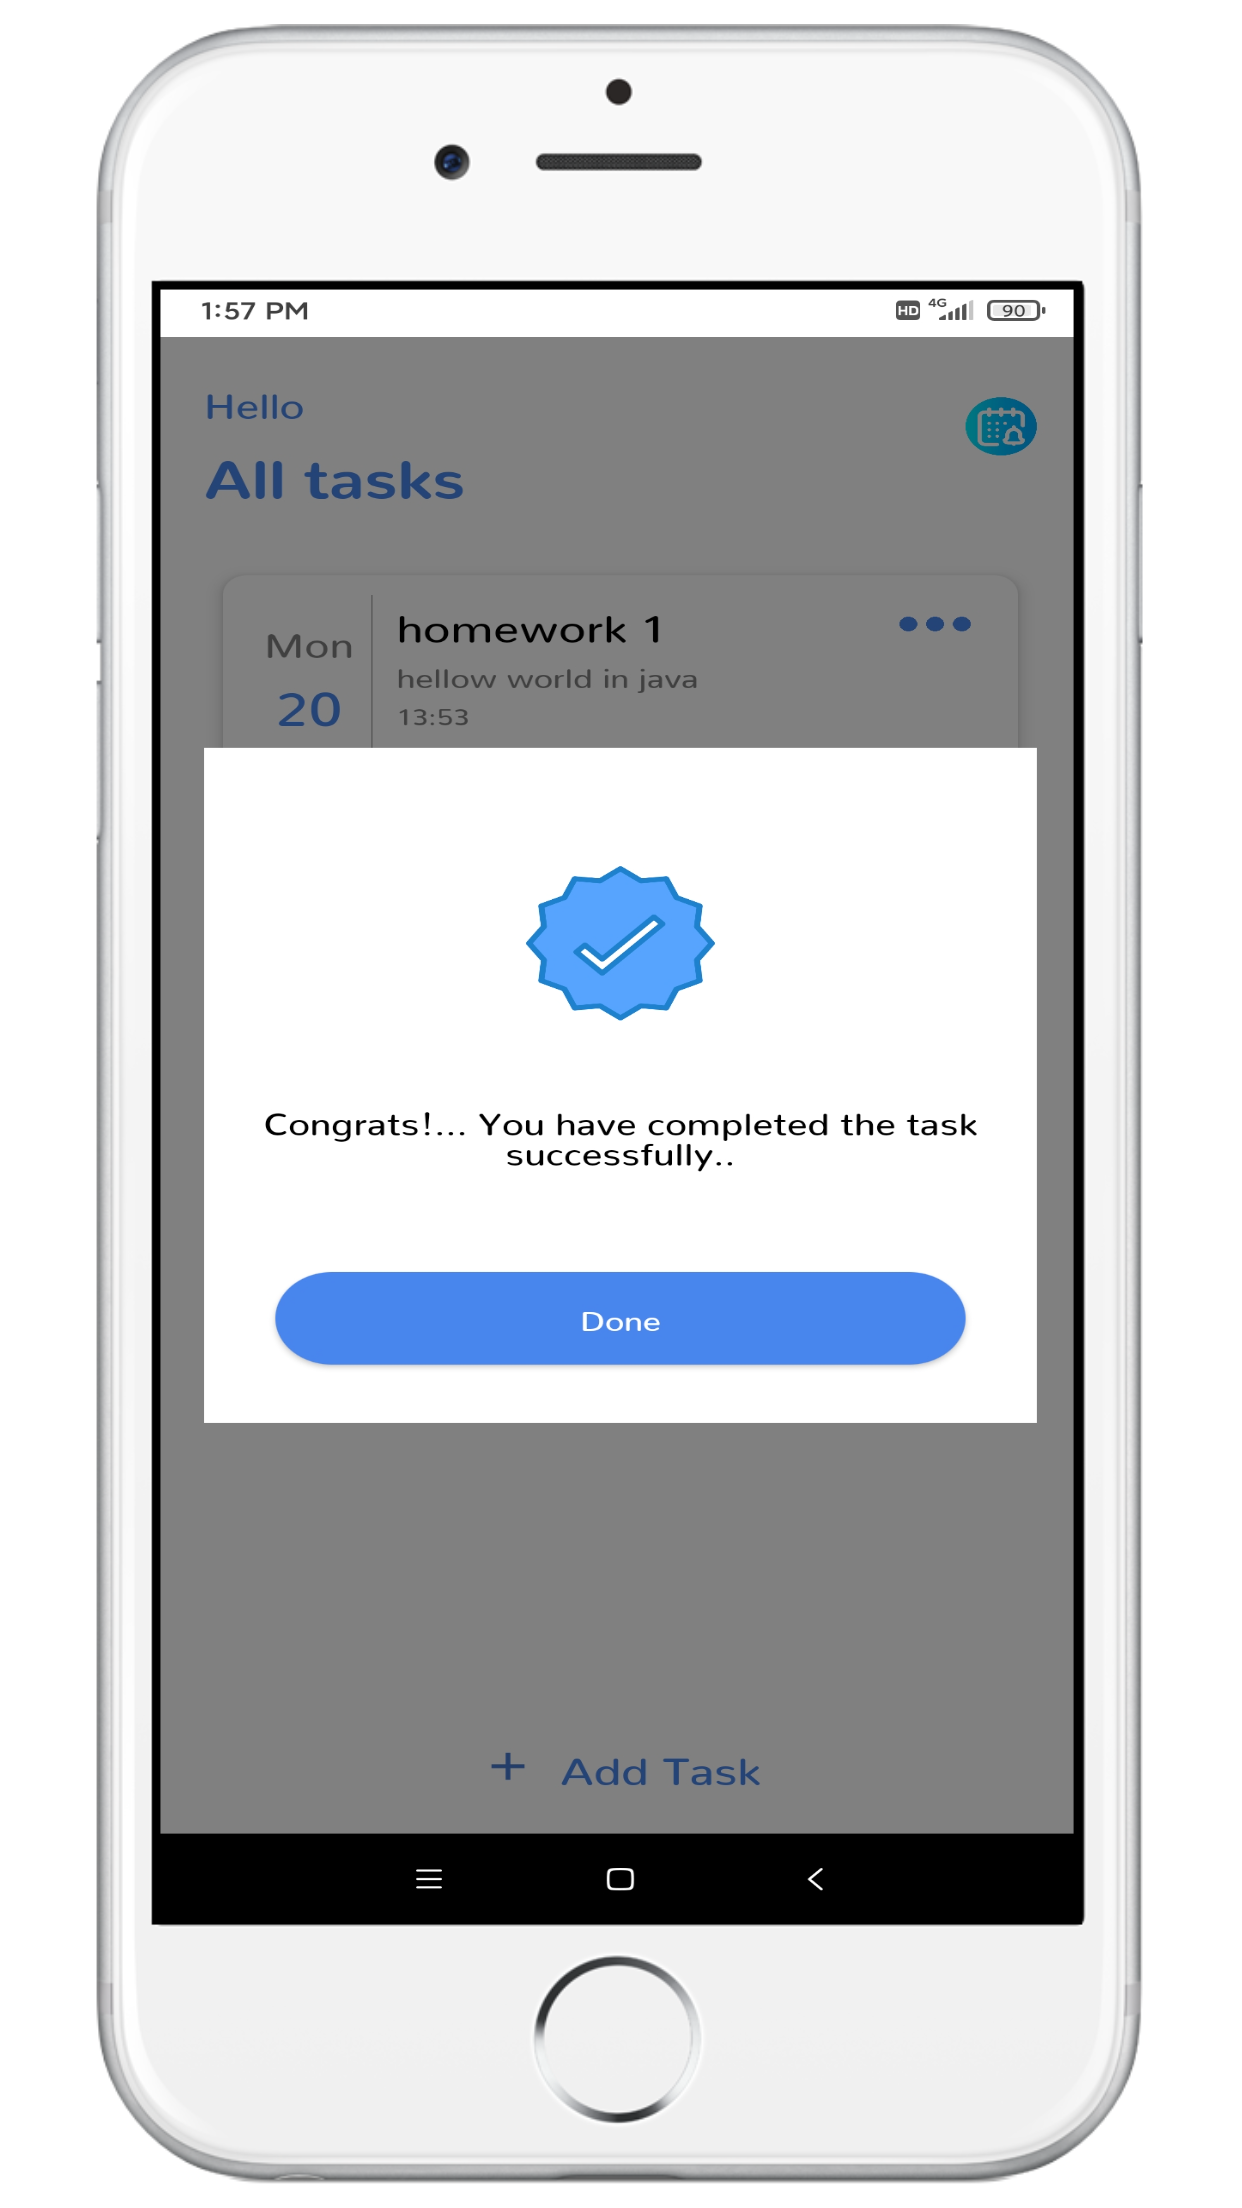 1:57 PM
HD 4G 90
Hello
All tasks
Mon
20
homework 1
hellow world in java
13:53
Congrats!... You have completed the task
successfully..
Done
+ Add Task